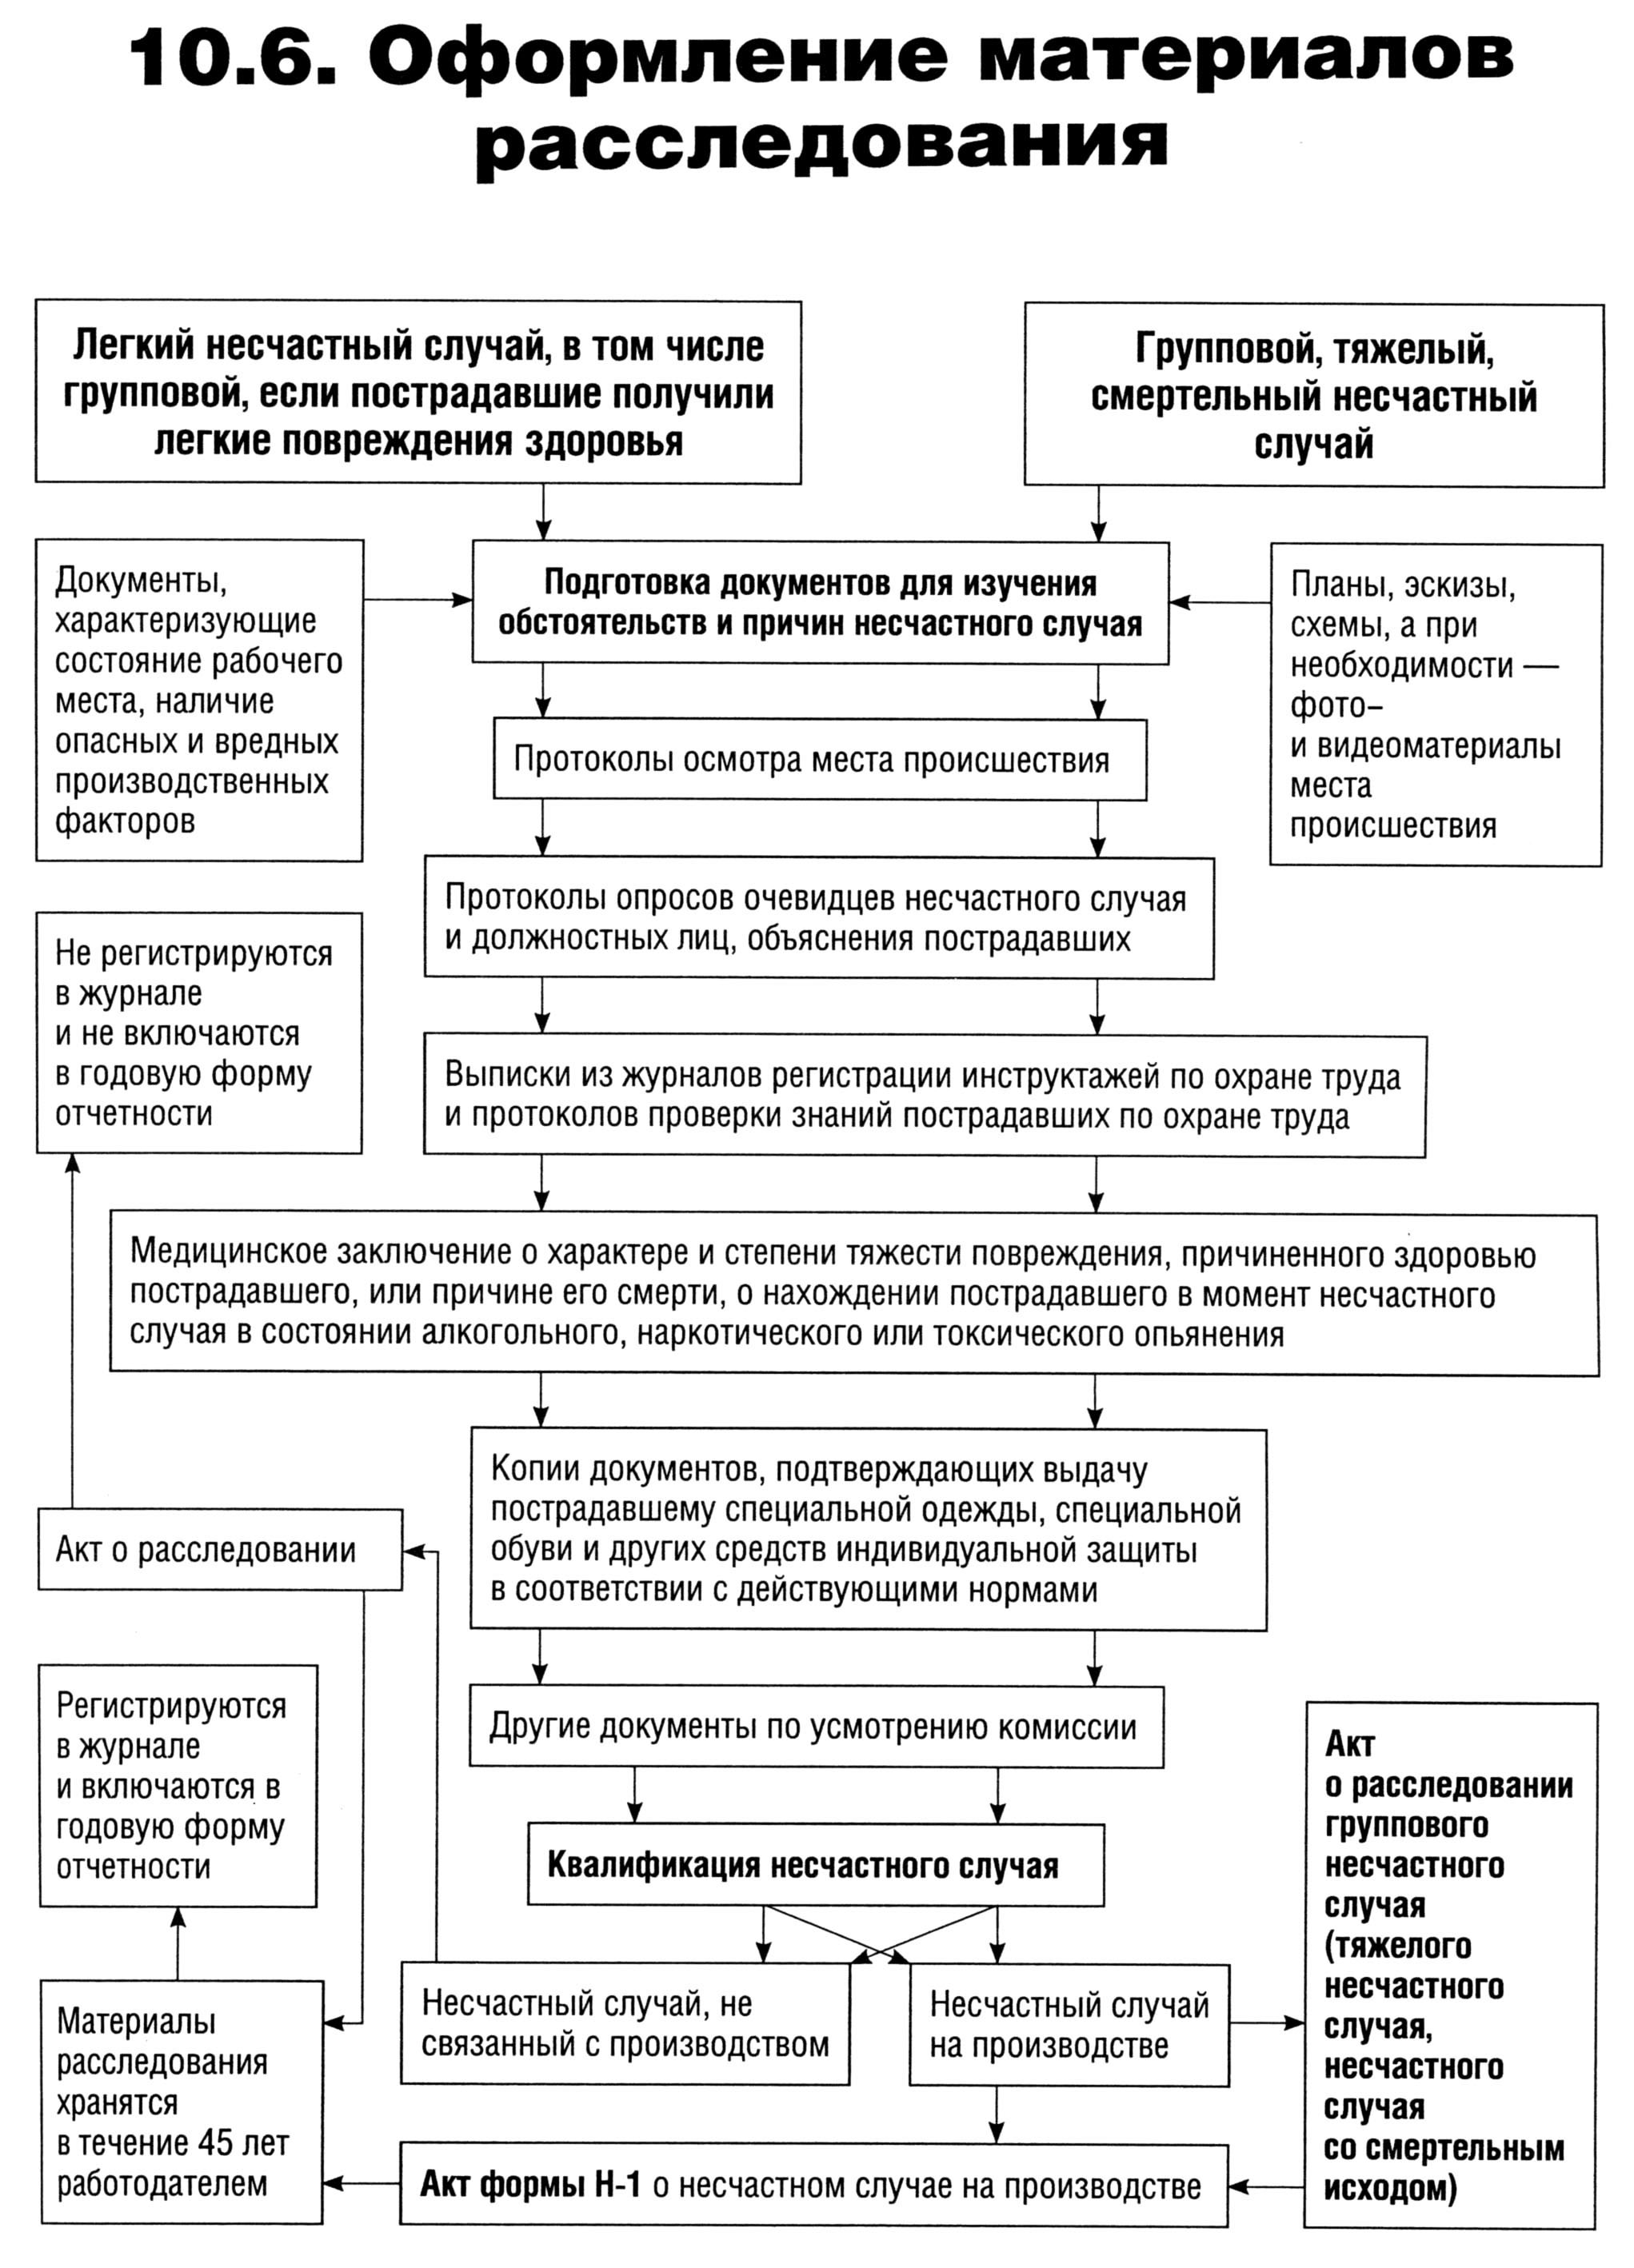 10.6. Оформление материалов
расследования
Легкий несчастный случай, в том числе
групповой, если пострадавшие получили
легкие повреждения здоровья
Групповой, тяжелый,
смертельный несчастный
случай
Документы,
характеризующие
состояние рабочего
места, наличие
опасных и вредных
производственных
факторов
Подготовка документов для изучения
обстоятельств и причин несчастного случая
Планы, эскизы,
схемы, а при
необходимости —
фото–
и видеоматериалы
места
происшествия
Протоколы осмотра места происшествия
Протоколы опросов очевидцев несчастного случая
и должностных лиц, объяснения пострадавших
Не регистрируются
в журнале
и не включаются
в годовую форму
отчетности
Выписки из журналов регистрации инструктажей по охране труда
и протоколов проверки знаний пострадавших по охране труда
Медицинское заключение о характере и степени тяжести повреждения, причиненного здоровью
пострадавшего, или причине его смерти, о нахождении пострадавшего в момент несчастного
случая в состоянии алкогольного, наркотического или токсического опьянения
Копии документов, подтверждающих выдачу
пострадавшему специальной одежды, специальной
обуви и других средств индивидуальной защиты
в соответствии с действующими нормами
Акт о расследовании
Другие документы по усмотрению комиссии
Регистрируются
в журнале
и включаются в
годовую форму
отчетности
Квалификация несчастного случая
Акт
о расследовании
группового
несчастного
случая
(тяжелого
несчастного
случая,
несчастного
случая
со смертельным
исходом)
Несчастный случай, не
связанный с производством
Несчастный случай
на производстве
Материалы
расследования
хранятся
в течение 45 лет
работодателем
Акт формы Н-1 о несчастном случае на производстве